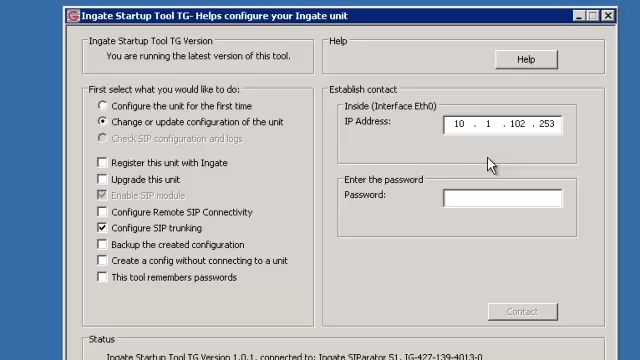 Ingate Startup Tool TG- Helps configure your Ingate unit
Ingate Startup Tool TG Version
You are running the latest version of this tool.
Help
Help
First select what you would like to do:
Configure the unit for the first time
Change or update configuration of the unit
Check SIP configuration and logs
Register this unit with Ingate
Upgrade this unit
Enable SIP module
Configure Remote SIP Connectivity
Configure SIP trunking
Backup the created configuration
Create a config without connecting to a unit
This tool remembers passwords
Establish contact
Inside (Interface Eth0)
IP Address:
10 . 1 . 102 . 253
Enter the password
Password:
Contact
Status
Ingate Startup Tool TG Version 1.0.1, connected to: Ingate SIParator 51, IG-427-139-4013-0